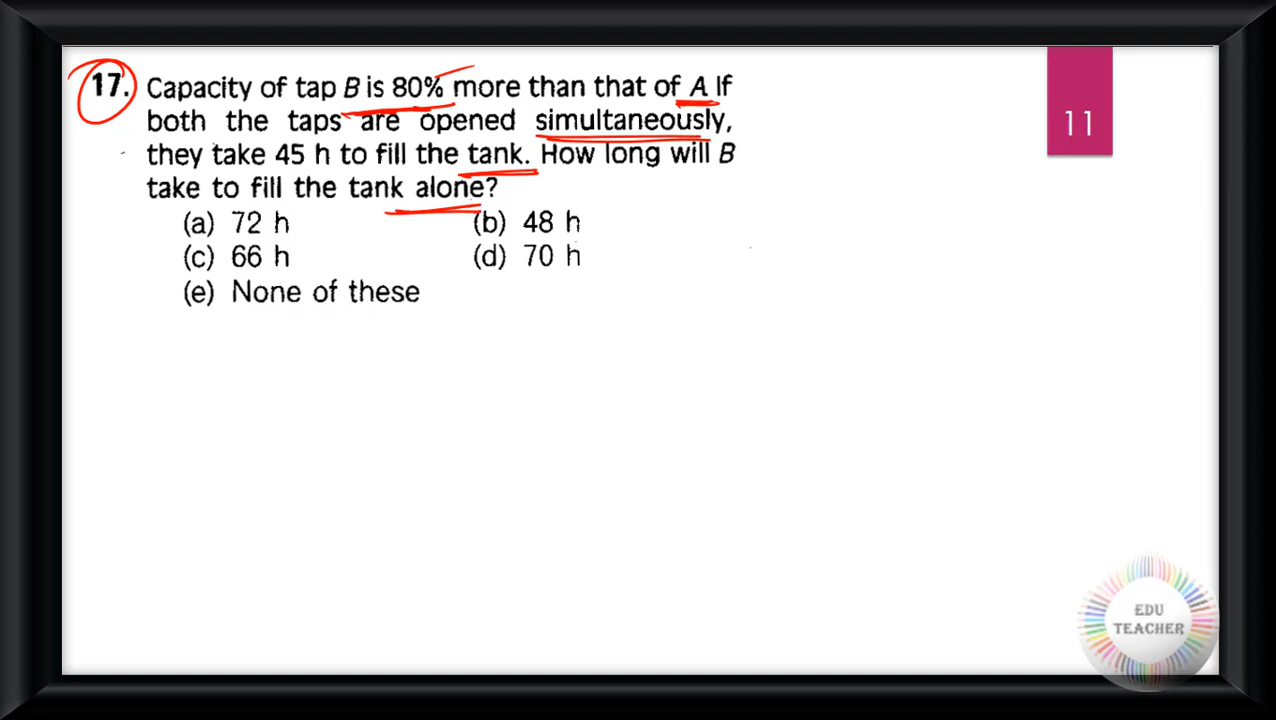 17. Capacity of tap B is 80% more than that of A If
both the taps are opened simultaneously,
they take 45 h to fill the tank. How long will B
take to fill the tank alone?
(a) 72 h (b) 48 h
(c) 66 h (d) 70 h
(e) None of these
11
EDU
TEACHER